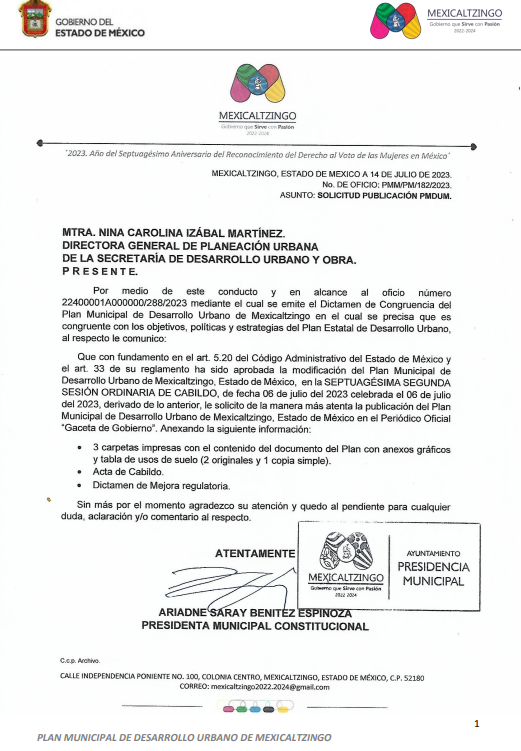 GOBIERNO DEL
ESTADO DE MÉXICO
MEXICALTZINGO
Gobierno que Sirve con Pasión
2022-2024
MEXICALTZINGO
Gobierno que Sirve con Pasión
2022-2024
"2023. Año del Septuagésimo Aniversario del Reconocimiento del Derecho al Voto de las Mujeres en México"
MEXICALTZINGO, ESTADO DE MEXICO A 14 DE JULIO DE 2023.
No. DE OFICIO: PMM/PM/182/2023.
ASUNTO: SOLICITUD PUBLICACIÓN PMDUM.
MTRA. NINA CAROLINA IZÁBAL MARTÍNEZ.
DIRECTORA GENERAL DE PLANEACIÓN URBANA
DE LA SECRETARÍA DE DESARROLLO URBANO Y OBRA.
P R E S E N T E.
Por medio de este conducto y en alcance al oficio número
22400001A000000/288/2023 mediante el cual se emite el Dictamen de Congruencia del
Plan Municipal de Desarrollo Urbano de Mexicaltzingo en el cual se precisa que es
congruente con los objetivos, políticas y estrategias del Plan Estatal de Desarrollo Urbano,
al respecto le comunico:
Que con fundamento en el art. 5.20 del Código Administrativo del Estado de México y
el art. 33 de su reglamento ha sido aprobada la modificación del Plan Municipal de
Desarrollo Urbano de Mexicaltzingo, Estado de México, en la SEPTUAGÉSIMA SEGUNDA
SESIÓN ORDINARIA DE CABILDO, de fecha 06 de julio del 2023 celebrada el 06 de julio
del 2023, derivado de lo anterior, le solicito de la manera más atenta la publicación del Plan
Municipal de Desarrollo Urbano de Mexicaltzingo, Estado de México en el Periódico Oficial
"Gaceta de Gobierno". Anexando la siguiente información:
• 3 carpetas impresas con el contenido del documento del Plan con anexos gráficos
y tabla de usos de suelo (2 originales y 1 copia simple).
• Acta de Cabildo.
• Dictamen de Mejora regulatoria.
Sin más por el momento agradezco su atención y quedo al pendiente para cualquier
duda, aclaración y/o comentario al respecto.
ATENTAMENTE
MEXICALTZINGO
Gobierno que Sirve con Pasión
2022 2024
AYUNTAMIENTO
PRESIDENCIA
MUNICIPAL
ARIADNE SARAY BENITEZ ESPINOZA
PRESIDENTA MUNICIPAL CONSTITUCIONAL
C.c.p. Archivo.
CALLE INDEPENDENCIA PONIENTE NO. 100, COLONIA CENTRO, MEXICALTZINGO, ESTADO DE MÉXICO, C.P. 52180
CORREO: mexicaltzingo2022.2024@gmail.com
1
PLAN MUNICIPAL DE DESARROLLO URBANO DE MEXICALTZINGO